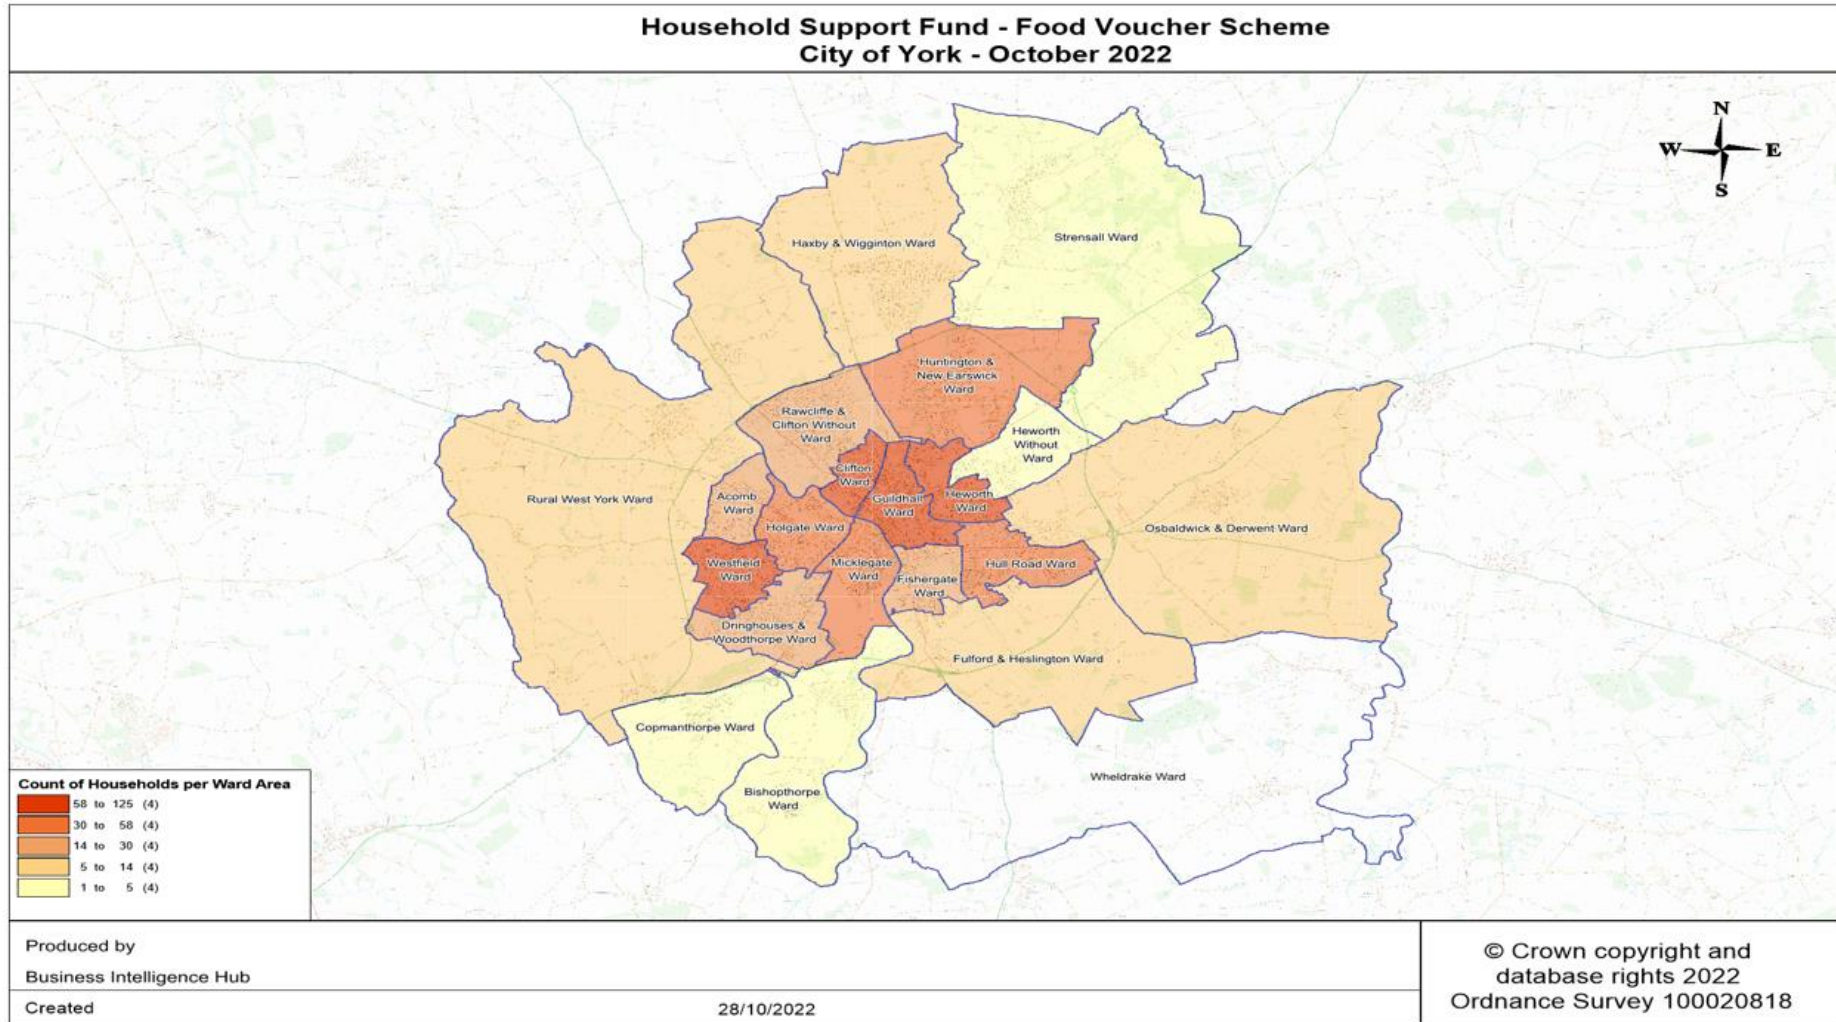 Household Support Fund - Food Voucher Scheme
City of York - October 2022
N
W E
S
Strensall Ward
Haxby & Wigginton Ward
Huntington &
New Earswick
Ward
Rawcliffe &
Clifton Without
Ward
Heworth
Without
Ward
Clifton
Ward
Rural West York Ward
Acomb
Ward
Guildhall
Ward
Heworth
Ward
Holgate Ward
Osbaldwick & Derwent Ward
Westfield
Ward
Micklegate
Ward
Hull Road Ward
Fishergate
Ward
Dringhouses &
Woodthorpe Ward
Fulford & Heslington Ward
Copmanthorpe Ward
Wheldrake Ward
Bishopthorpe
Ward
Count of Households per Ward Area
58 to 125 (4)
30 to 58 (4)
14 to 30 (4)
5 to 14 (4)
1 to 5 (4)
Produced by
Business Intelligence Hub
Created 28/10/2022
© Crown copyright and
database rights 2022
Ordnance Survey 100020818